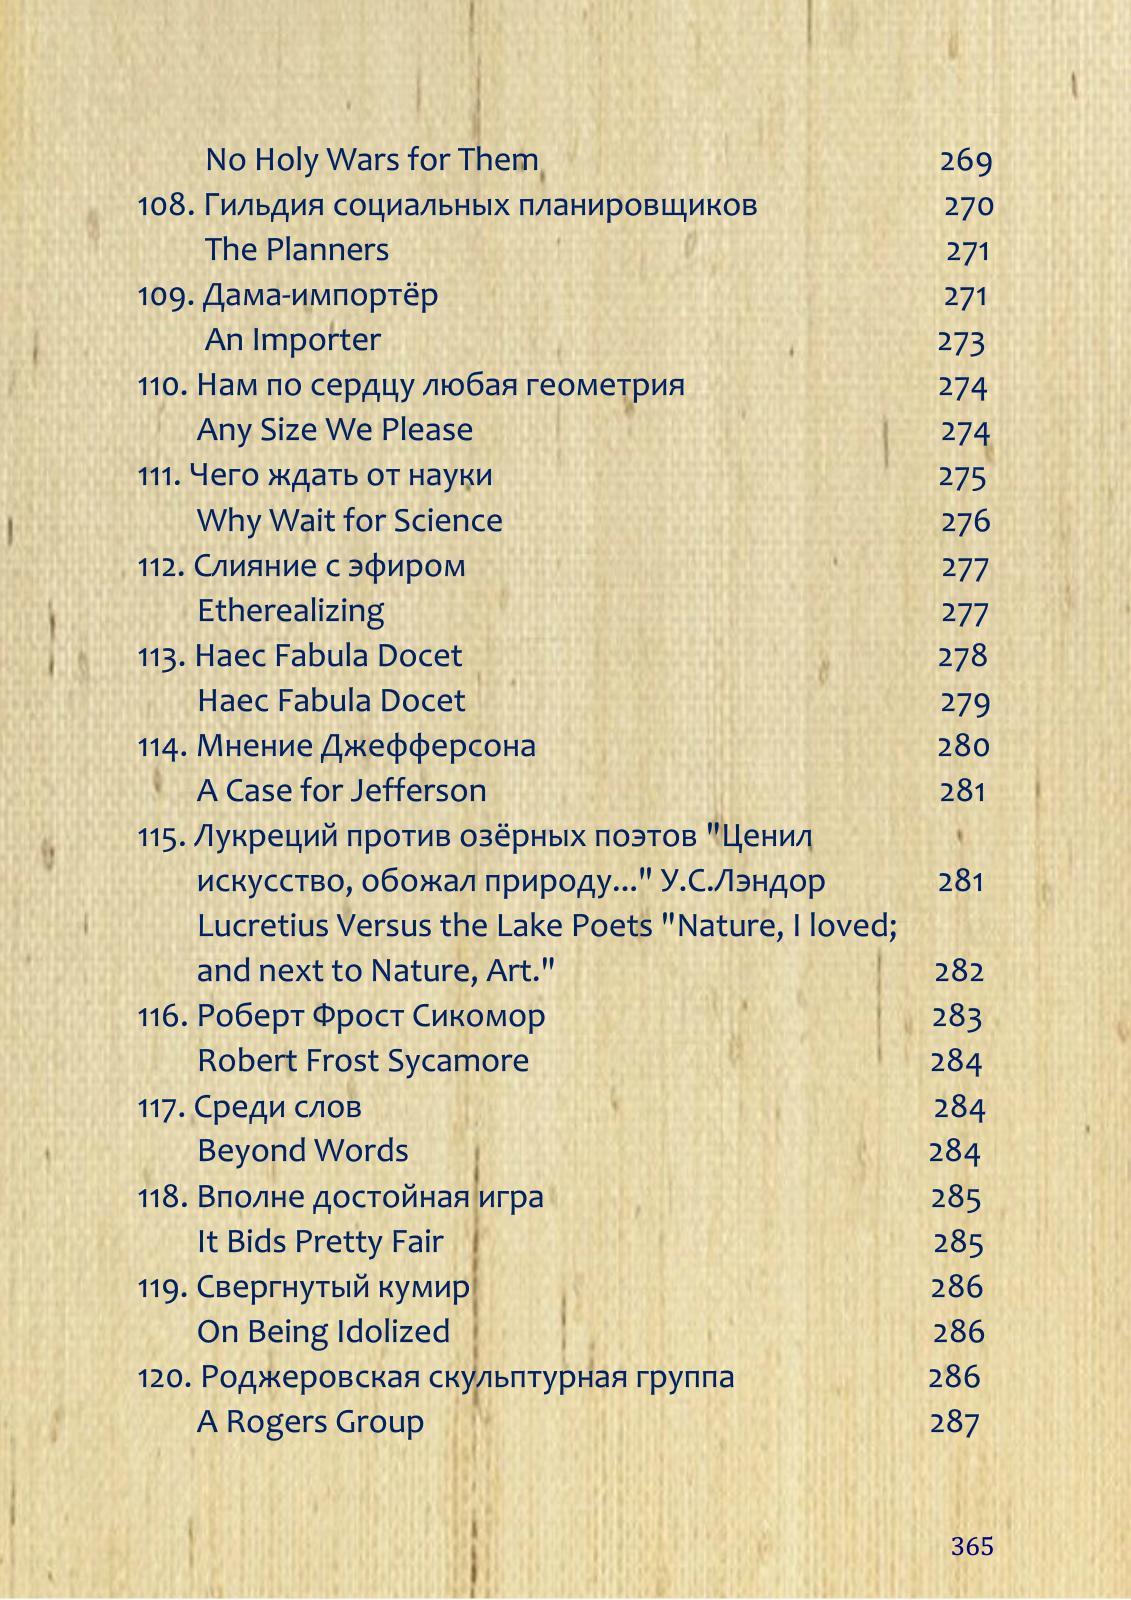 No Holy Wars for Them 269
108. Гильдия социальных планировщиков 270
The Planners 271
109. Дама-импортёр 271
An Importer 273
110. Нам по сердцу любая геометрия 274
Any Size We Please 274
111. Чего ждать от науки 275
Why Wait for Science 276
112. Слияние с эфиром 277
Etherealizing 277
113. Haec Fabula Docet 278
Haec Fabula Docet 279
114. Мнение Джефферсона 280
A Case for Jefferson 281
115. Лукреций против озёрных поэтов "Ценил
искусство, обожал природу..." У.С.Лэндор 281
Lucretius Versus the Lake Poets "Nature, I loved;
and next to Nature, Art." 282
116. Роберт Фрост Сикомор 283
Robert Frost Sycamore 284
117. Среди слов 284
Beyond Words 284
118. Вполне достойная игра 285
It Bids Pretty Fair 285
119. Свергнутый кумир 286
On Being Idolized 286
120. Роджеровская скульптурная группа 286
A Rogers Group 287
365